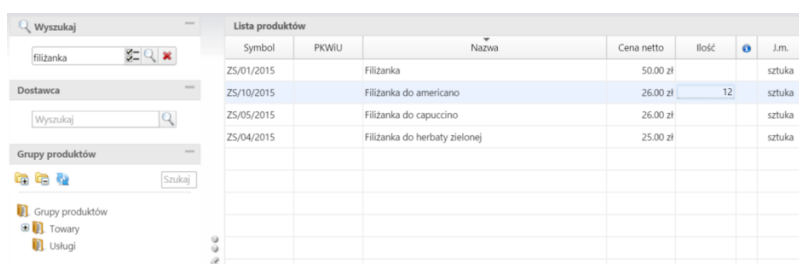 Wyszukaj
filiżanka
Dostawca
Wyszukaj
Grupy produktów
Szukaj
Grupy produktów
Towary
Usługi
Lista produktów
Symbol PKWiU Nazwa Cena netto Ilość J.m.
ZS/01/2015 Filiżanka 50.00 zł sztuka
ZS/10/2015 Filiżanka do americano 26.00 zł 12 sztuka
ZS/05/2015 Filiżanka do capuccino 26.00 zł sztuka
ZS/04/2015 Filiżanka do herbaty zielonej 25.00 zł sztuka